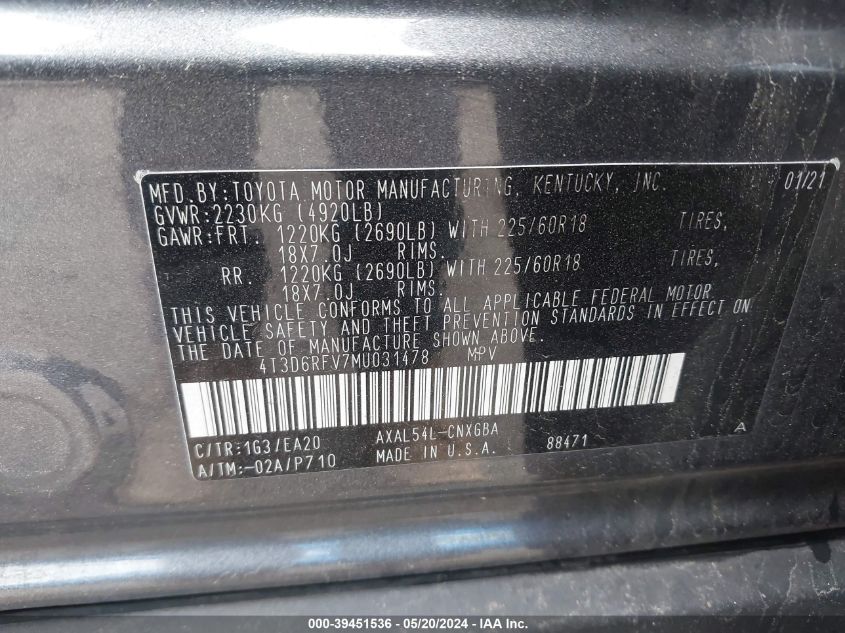 MFD.BY:TOYOTA MOTOR MANUFACTURING, KENTUCKY, INC. 01/21
GVWR:2230KG (4920LB)
GAWR:FRT. 1220KG (2690LB) WITH 225/60R18 TIRES,
18X7.0J RIMS.
RR. 1220KG (2690LB) WITH 225/60R18 TIRES,
18X7.0J RIMS.
THIS VEHICLE CONFORMS TO ALL APPLICABLE FEDERAL MOTOR
VEHICLE SAFETY AND THEFT PREVENTION STANDARDS IN EFFECT ON
THE DATE OF MANUFACTURE SHOWN ABOVE.
4T3D6RFV7MU031478 MPV
C/TR:1G3/EA20 AXAL54L-CNXGBA A
A/TM:-02A/P710 MADE IN U.S.A. 88471
000-39451536 - 05/20/2024 - IAA Inc.